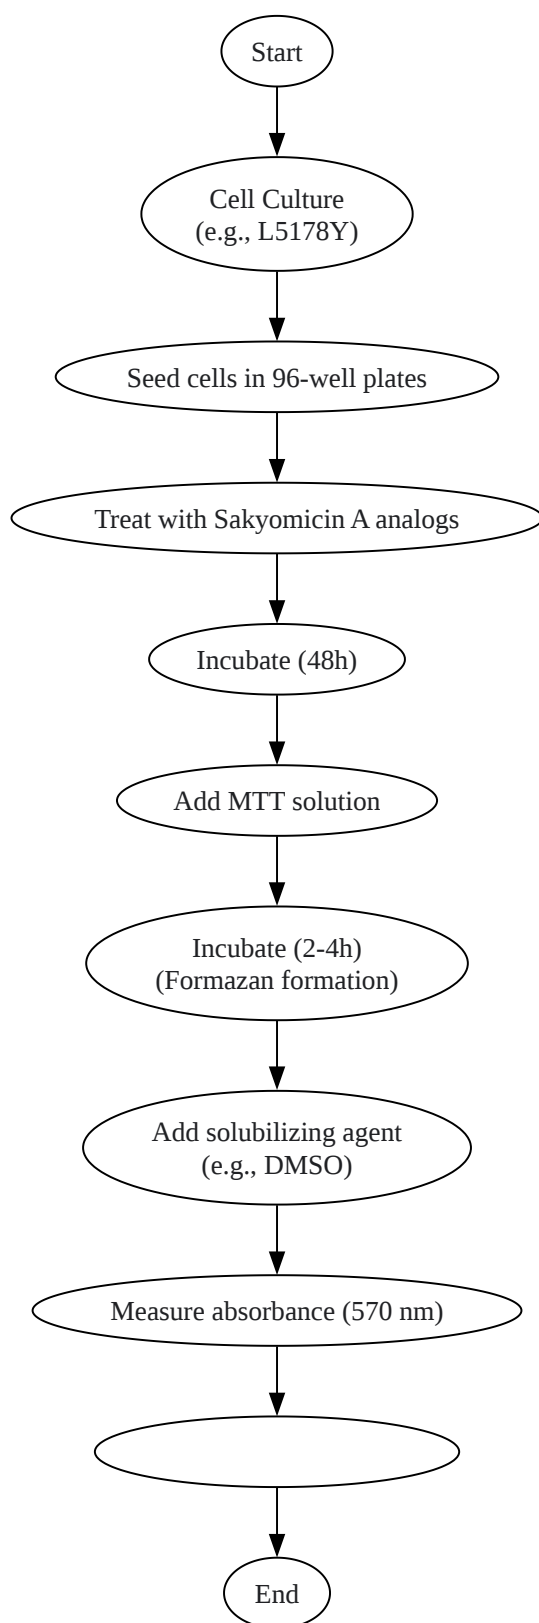 Start
Cell Culture
(e.g., L5178Y)
Seed cells in 96-well plates
Treat with Sakyomicin A analogs
Incubate (48h)
Add MTT solution
Incubate (2-4h)
(Formazan formation)
Add solubilizing agent
(e.g., DMSO)
Measure absorbance (570 nm)
End